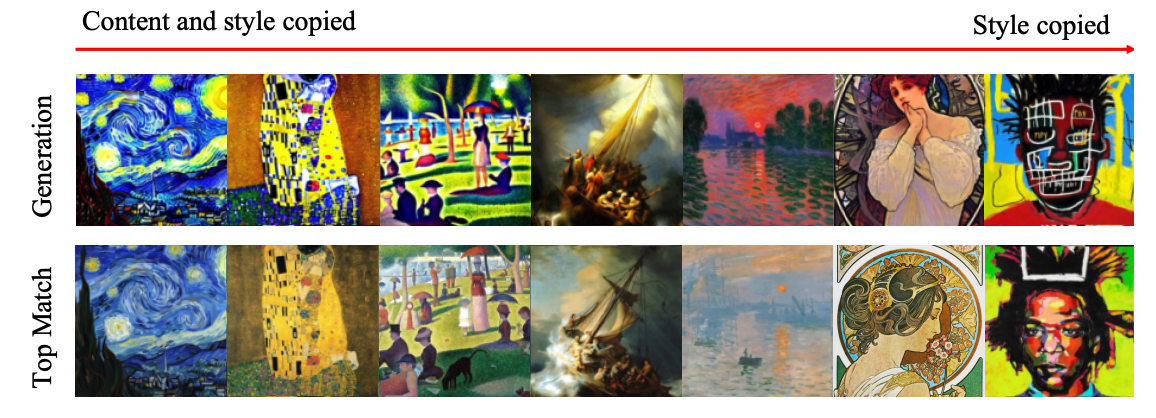 Content and style copied
Style copied
Generation
Top Match